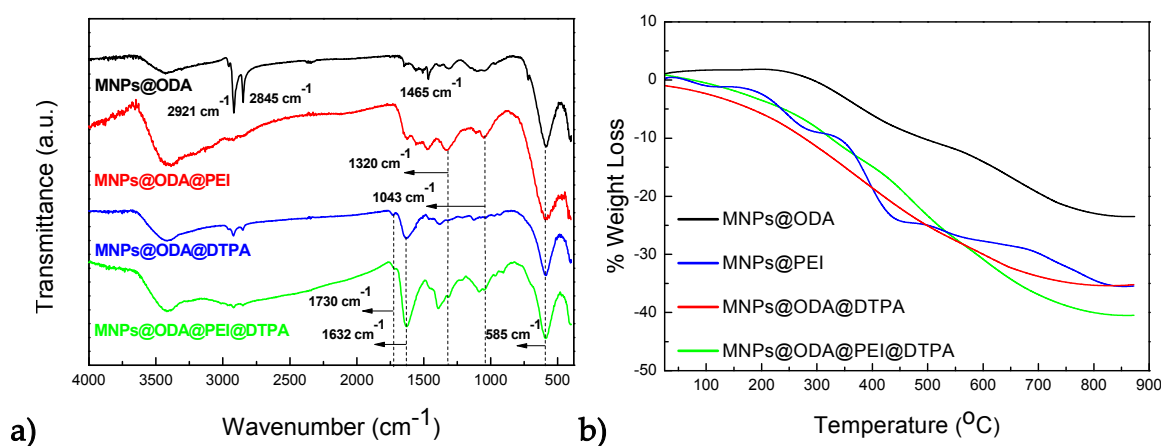 MNPs@ODA
2921 cm⁻¹
2845 cm⁻¹
1465 cm⁻¹
MNPs@ODA@PEI
1320 cm⁻¹
1043 cm⁻¹
MNPs@ODA@DTPA
1730 cm⁻¹
MNPs@ODA@PEI@DTPA
1632 cm⁻¹
585 cm⁻¹
Transmittance (a.u.)
4000 3500 3000 2500 2000 1500 1000 500
Wavenumber (cm⁻¹)
a)
10
0
-10
-20
-30
-40
-50
% Weight Loss
MNPs@ODA
MNPs@PEI
MNPs@ODA@DTPA
MNPs@ODA@PEI@DTPA
100 200 300 400 500 600 700 800 900
Temperature (⁰C)
b)